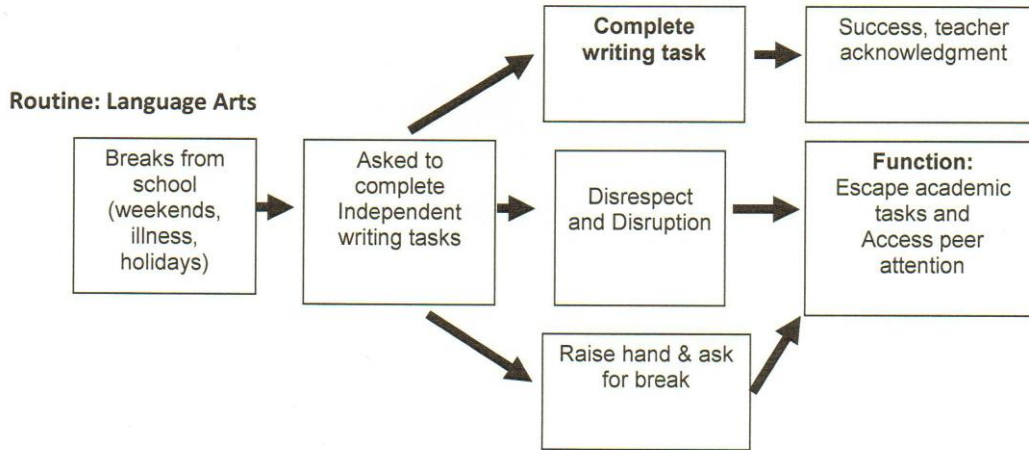 Complete
writing task
Success, teacher
acknowledgment
Routine: Language Arts
Breaks from
school
(weekends,
illness,
holidays)
Asked to
complete
Independent
writing tasks
Disrespect
and Disruption
Function:
Escape academic
tasks and
Access peer
attention
Raise hand & ask
for break